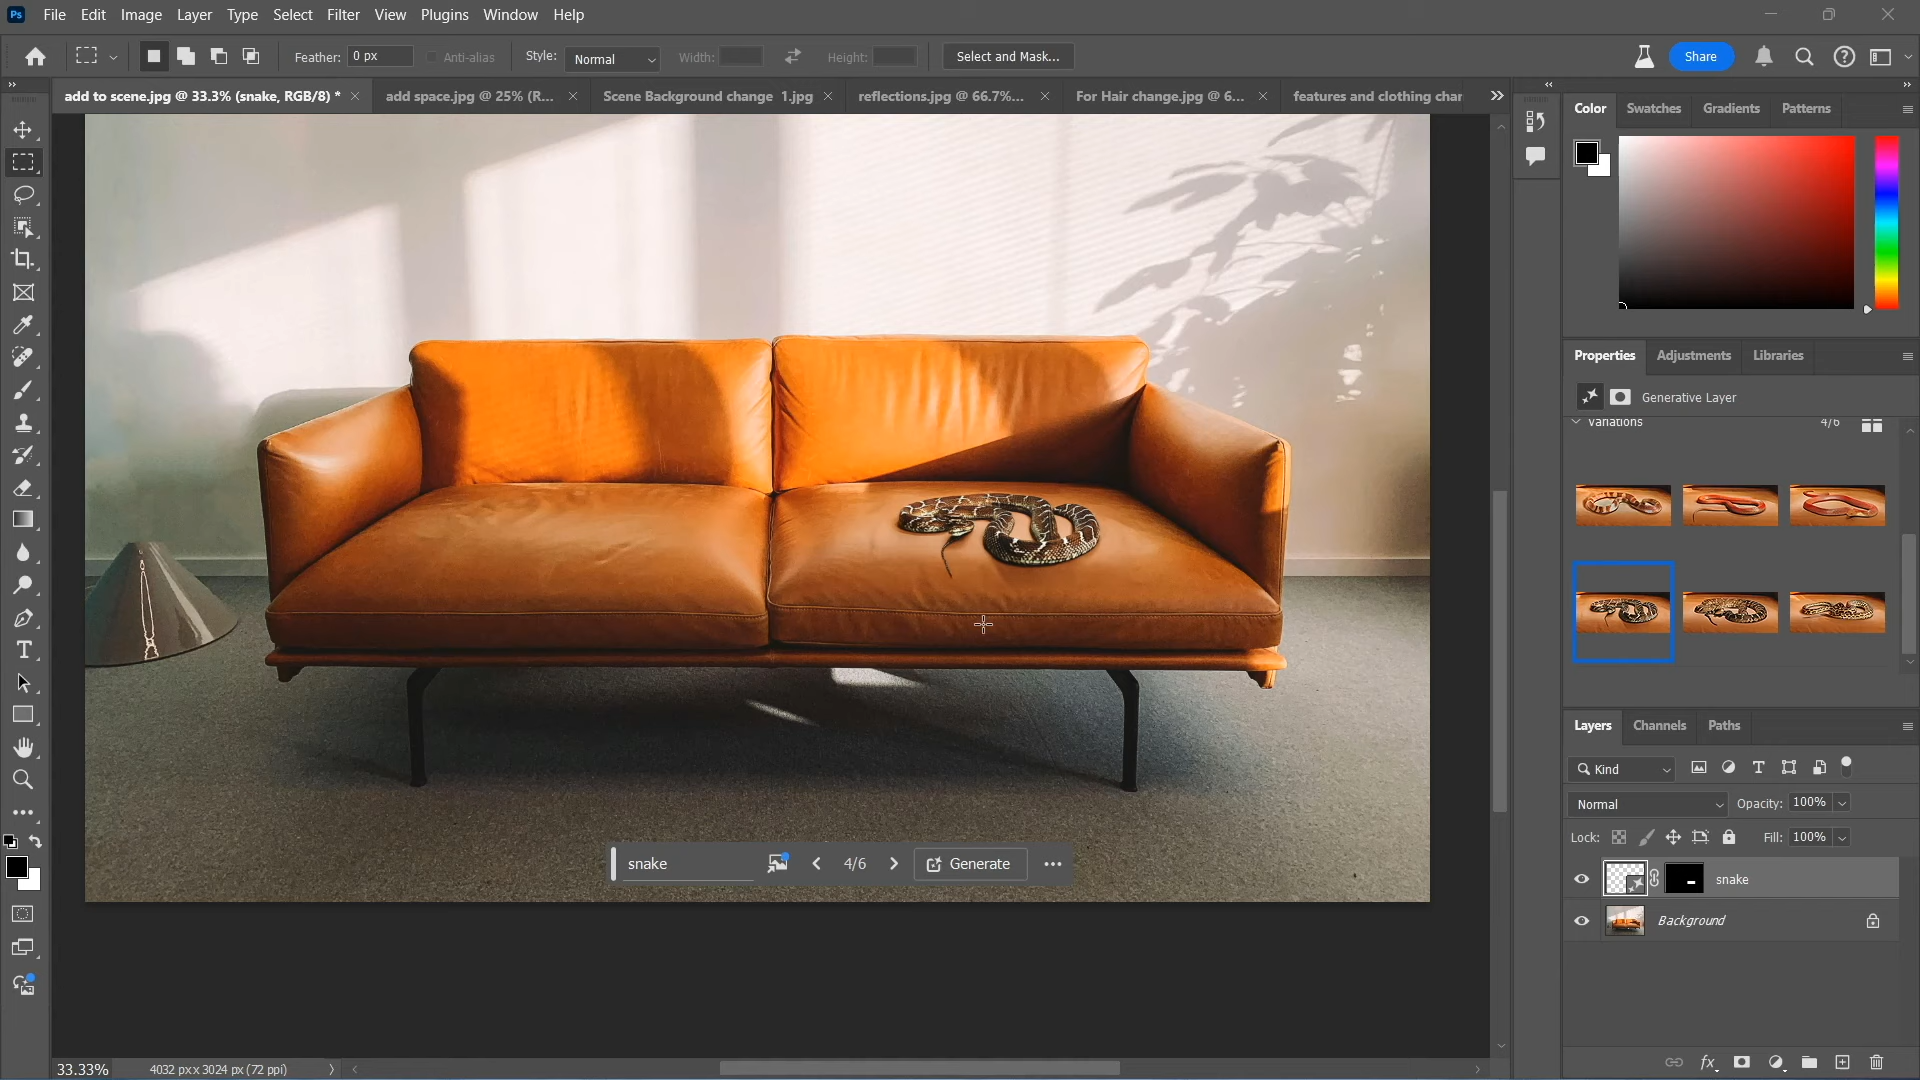 Ps File Edit Image Layer Type Select Filter View Plugins Window Help
Feather: 0 px Anti-alias Style: Normal Width: Height: Select and Mask... Share
add to scene.jpg @ 33.3% (snake, RGB/8) * add space.jpg @ 25% (R... Scene Background change 1.jpg reflections.jpg @ 66.7%... For Hair change.jpg @ 6... features and clothing char
Color Swatches Gradients Patterns
Properties Adjustments Libraries
Generative Layer
Variations 4/6
Layers Channels Paths
Kind
Normal Opacity: 100%
Lock: Fill: 100%
snake 4/6 Generate
snake
Background
33.33% 4032 px x 3024 px (72 ppi)